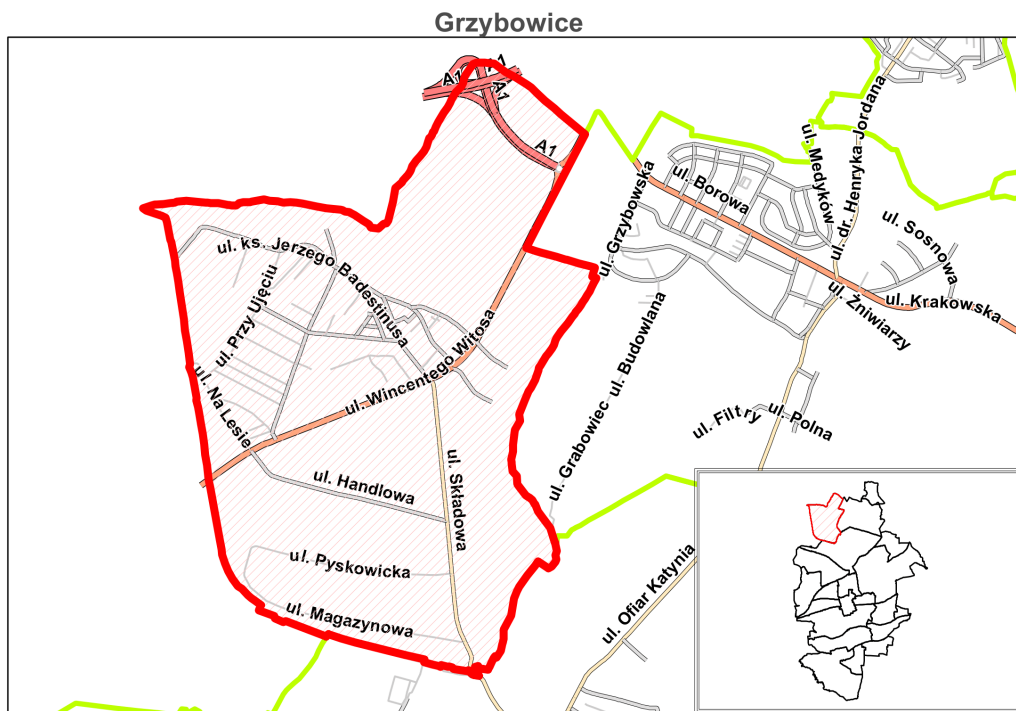 Grzybowice
A1
A1
A1
A1
ul. ks. Jerzego Badestinusa
ul. Przy Ujęciu
ul. Na Lesie
ul. Wincentego Witosa
ul. Handlowa
ul. Składowa
ul. Pyskowicka
ul. Magazynowa
ul. Grzybowska
ul. Borowa
ul. Medyków
ul. dr. Henryka Jordana
ul. Sosnowa
ul. Krakowska
ul. Żniwiarzy
ul. Budowlana
ul. Grabowiec
ul. Filtry
ul. Polna
ul. Ofiar Katynia